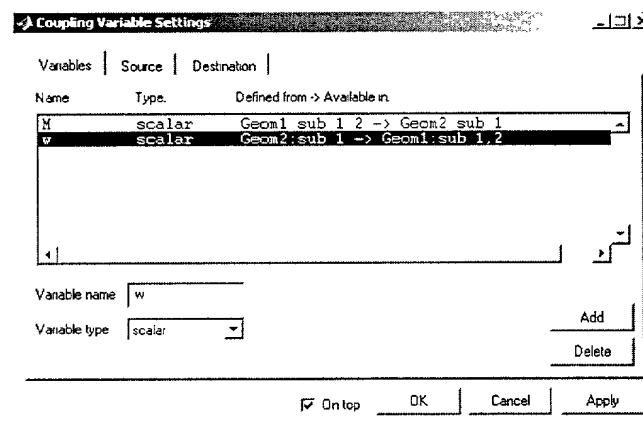 Coupling Variable Settings
Variables Source Destination
Name Type. Defined from -> Available in.
M scalar Geom1 sub 1 2 -> Geom2 sub 1
w scalar Geom2:sub 1 -> Geom1:sub 1,2
Variable name w
Variable type scalar
Add
Delete
On top OK Cancel Apply